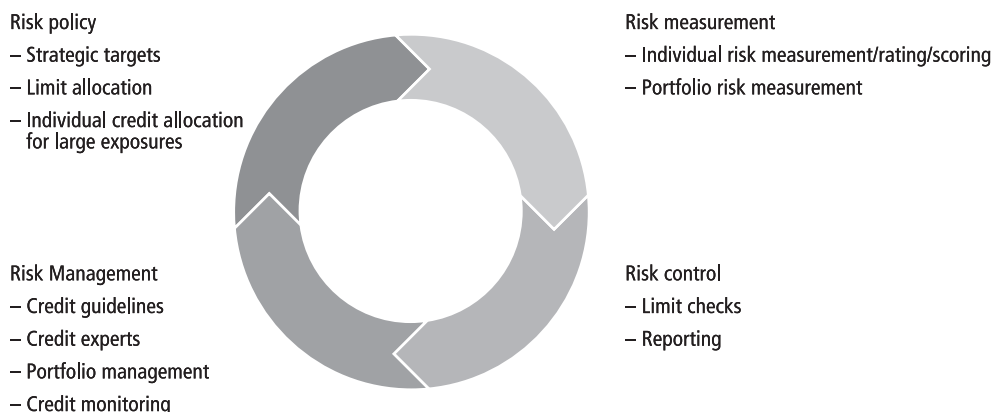 Risk policy
– Strategic targets
– Limit allocation
– Individual credit allocation
for large exposures
Risk measurement
– Individual risk measurement/rating/scoring
– Portfolio risk measurement
Risk Management
– Credit guidelines
– Credit experts
– Portfolio management
– Credit monitoring
Risk control
– Limit checks
– Reporting